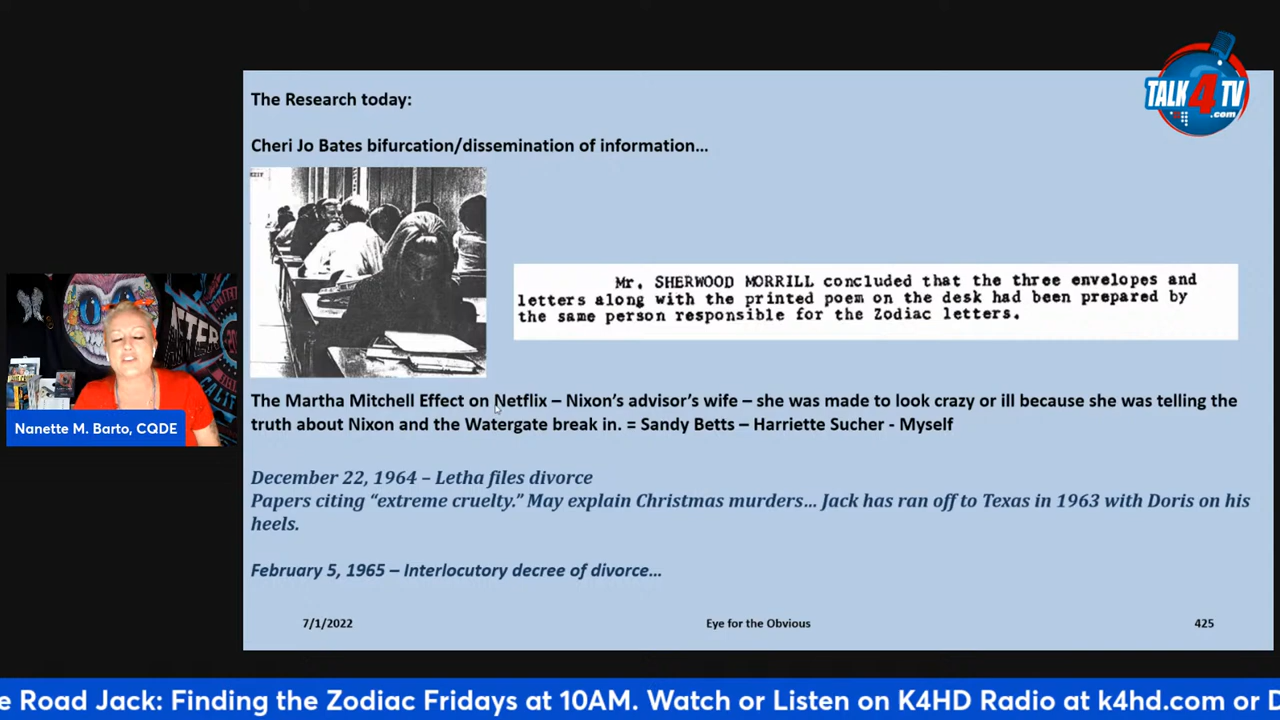 TALK 4 TV
.com
The Research today:
Cheri Jo Bates bifurcation/dissemination of information...
Mr. SHERWOOD MORRILL concluded that the three envelopes and
letters along with the printed poem on the desk had been prepared by
the same person responsible for the Zodiac letters.
AFTER
CALIT
Nanette M. Barto, CQDE
The Martha Mitchell Effect on Netflix – Nixon's advisor's wife – she was made to look crazy or ill because she was telling the
truth about Nixon and the Watergate break in. = Sandy Betts – Harriette Sucher - Myself
December 22, 1964 – Letha files divorce
Papers citing “extreme cruelty.” May explain Christmas murders... Jack has ran off to Texas in 1963 with Doris on his
heels.
February 5, 1965 – Interlocutory decree of divorce...
7/1/2022 Eye for the Obvious 425
e Road Jack: Finding the Zodiac Fridays at 10AM. Watch or Listen on K4HD Radio at k4hd.com or D